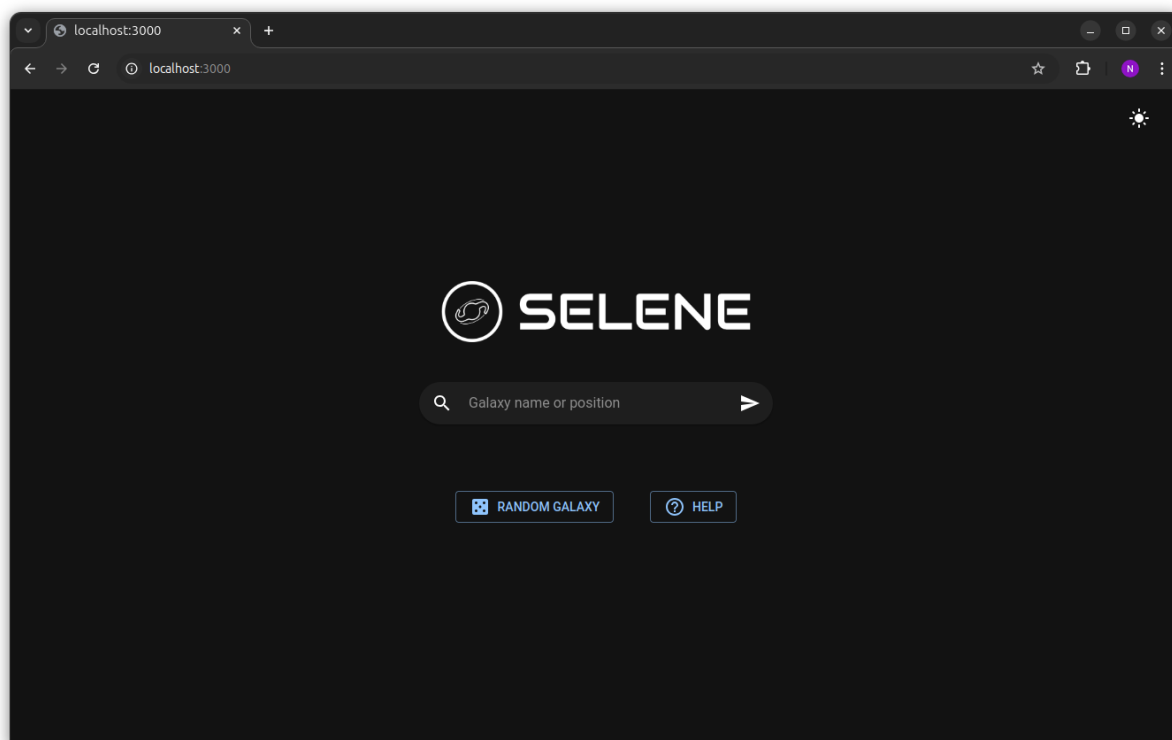 localhost:3000
localhost:3000
N
SELENE
Galaxy name or position
RANDOM GALAXY
HELP